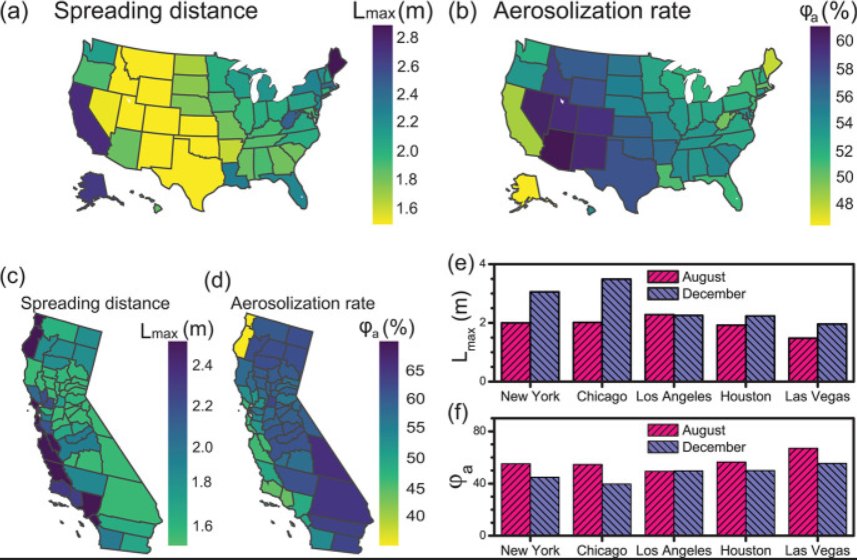 (a) Spreading distance Lmax (m)
2.8
2.6
2.4
2.2
2.0
1.8
1.6
(b) Aerosolization rate φa (%)
60
58
56
54
52
50
48
(c) Spreading distance
Lmax (m)
2.4
2.2
2.0
1.8
1.6
(d) Aerosolization rate
φa (%)
65
60
55
50
45
40
(e)
Lmax (m)
4
2
0
August
December
New York Chicago Los Angeles Houston Las Vegas
(f)
φa
80
40
0
August
December
New York Chicago Los Angeles Houston Las Vegas